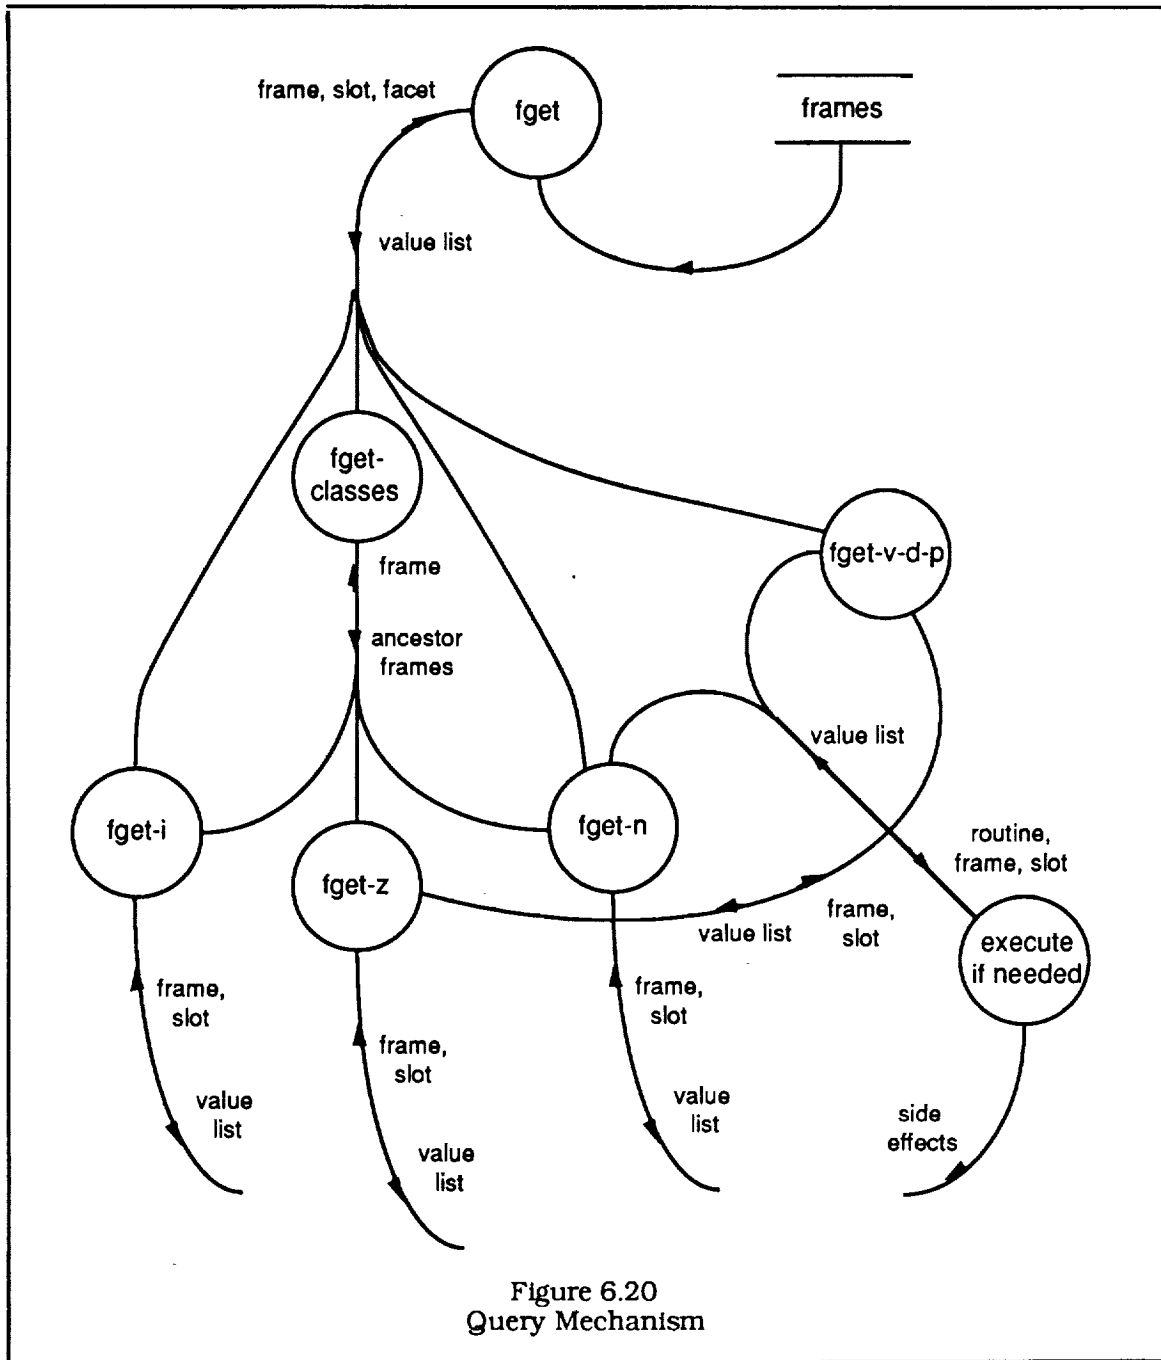 frame, slot, facet
fget
frames
value list
fget-
classes
fget-v-d-p
frame
ancestor
frames
value list
fget-i
fget-n
fget-z
routine,
frame, slot
value list
frame,
slot
execute
if needed
frame,
slot
frame,
slot
frame,
slot
value
list
value
list
side
effects
value
list
Figure 6.20
Query Mechanism